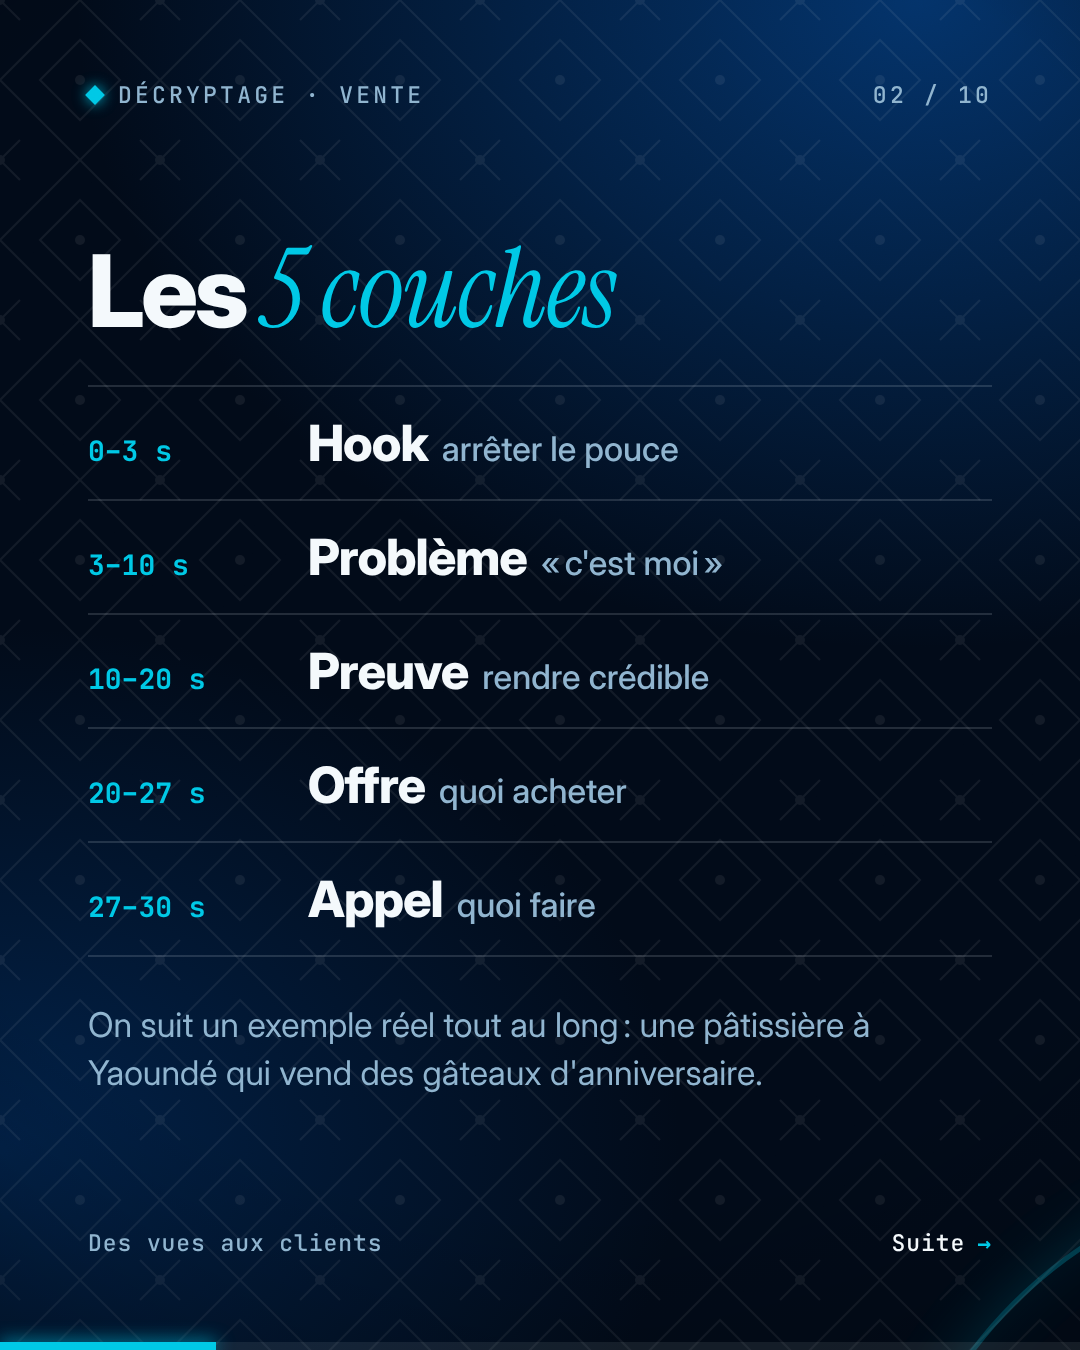 DÉCRYPTAGE · VENTE
02 / 10
Les 5 couches
0–3 s Hook arrêter le pouce
3–10 s Problème « c'est moi »
10–20 s Preuve rendre crédible
20–27 s Offre quoi acheter
27–30 s Appel quoi faire
On suit un exemple réel tout au long : une pâtissière à
Yaoundé qui vend des gâteaux d'anniversaire.
Des vues aux clients
Suite →